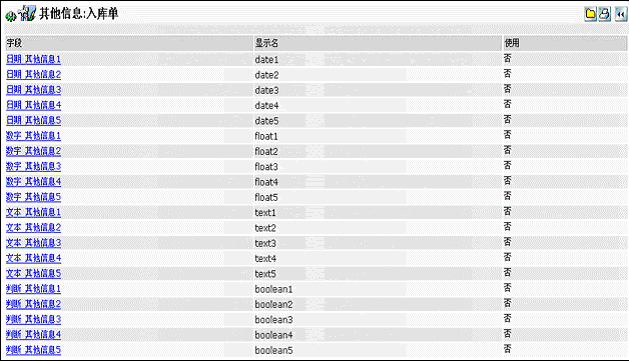 其他信息:入库单
字段 显示名 使用
日期 其他信息1 date1 否
日期 其他信息2 date2 否
日期 其他信息3 date3 否
日期 其他信息4 date4 否
日期 其他信息5 date5 否
数字 其他信息1 float1 否
数字 其他信息2 float2 否
数字 其他信息3 float3 否
数字 其他信息4 float4 否
数字 其他信息5 float5 否
文本 其他信息1 text1 否
文本 其他信息2 text2 否
文本 其他信息3 text3 否
文本 其他信息4 text4 否
文本 其他信息5 text5 否
判断 其他信息1 boolean1 否
判断 其他信息2 boolean2 否
判断 其他信息3 boolean3 否
判断 其他信息4 boolean4 否
判断 其他信息5 boolean5 否